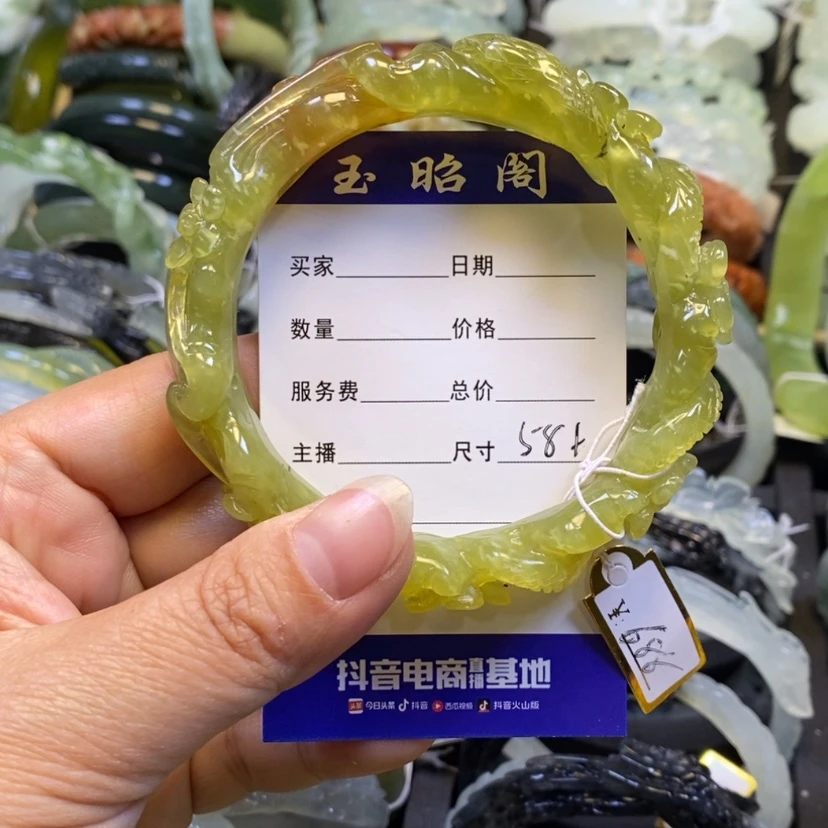 玉昭阁
买家 日期
数量 价格
服务费 总价
主播 尺寸 58
抖音电商直播基地
头条 今日头条 抖音 西瓜视频 抖音火山版